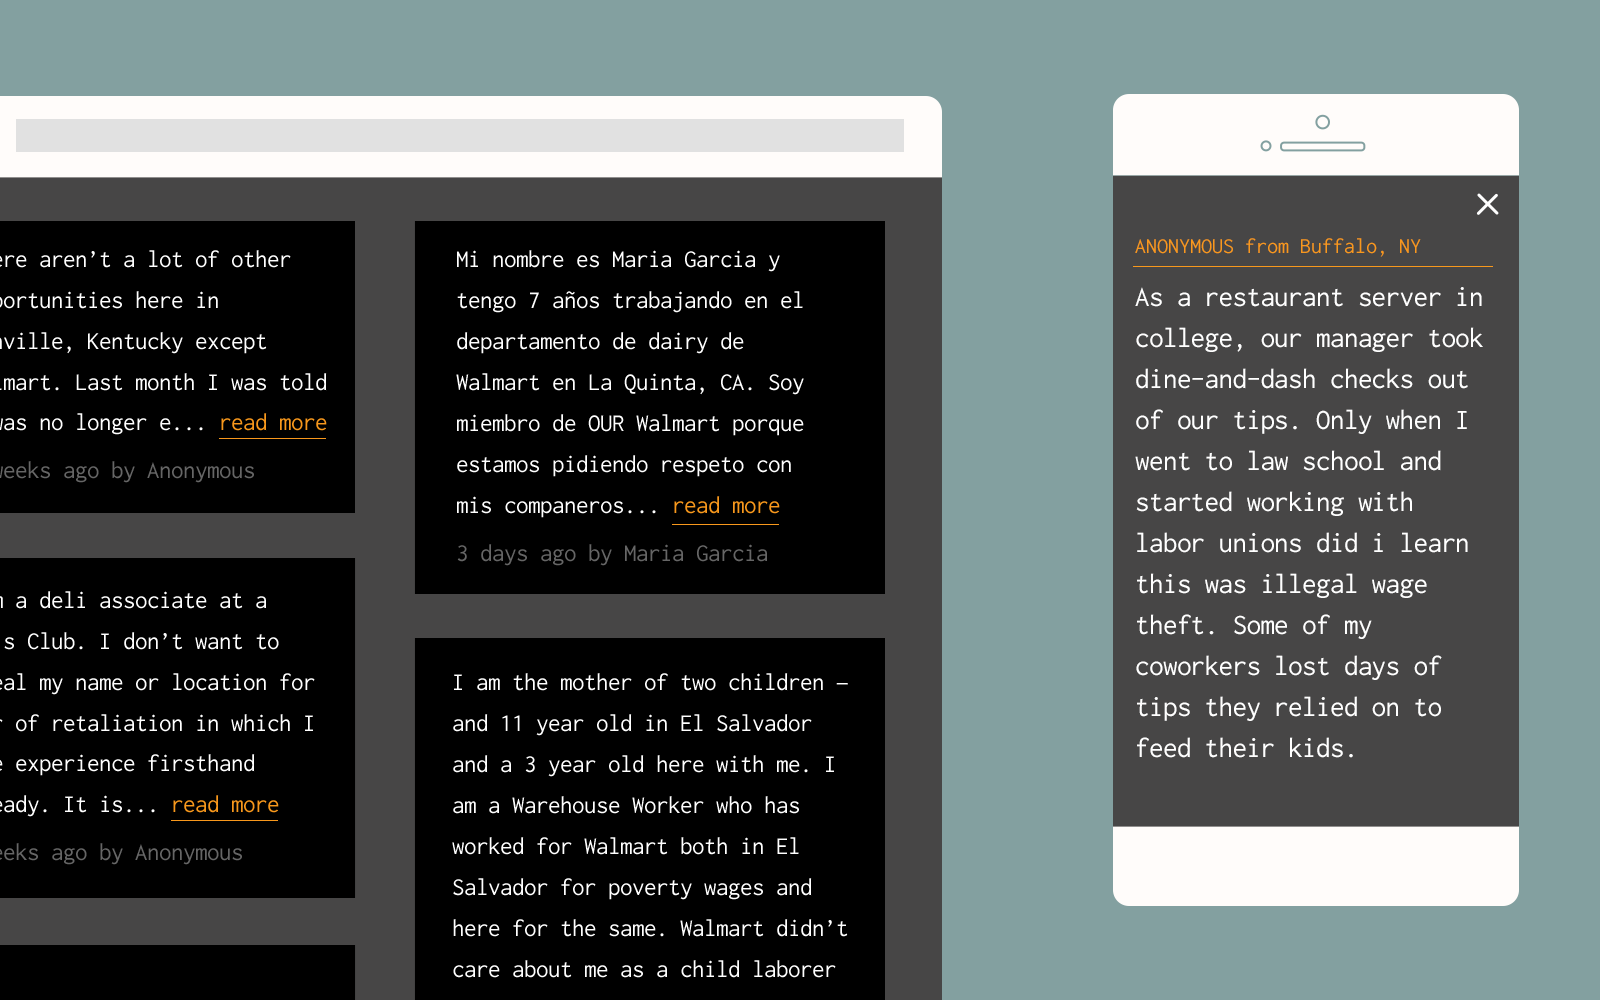 aren’t a lot of other
here in
Kentucky except
Last month I was told
no longer e... read more
ago by Anonymous
a deli associate at a
Club. I don’t want to
my name or location for
of retaliation in which I
experience firsthand
It is... read more
ago by Anonymous
Mi nombre es Maria Garcia y
tengo 7 años trabajando en el
departamento de dairy de
Walmart en La Quinta, CA. Soy
miembro de OUR Walmart porque
estamos pidiendo respeto con
mis companeros... read more
3 days ago by Maria Garcia
I am the mother of two children –
and 11 year old in El Salvador
and a 3 year old here with me. I
am a Warehouse Worker who has
worked for Walmart both in El
Salvador for poverty wages and
here for the same. Walmart didn’t
care about me as a child laborer
ANONYMOUS from Buffalo, NY
As a restaurant server in
college, our manager took
dine-and-dash checks out
of our tips. Only when I
went to law school and
started working with
labor unions did i learn
this was illegal wage
theft. Some of my
coworkers lost days of
tips they relied on to
feed their kids.